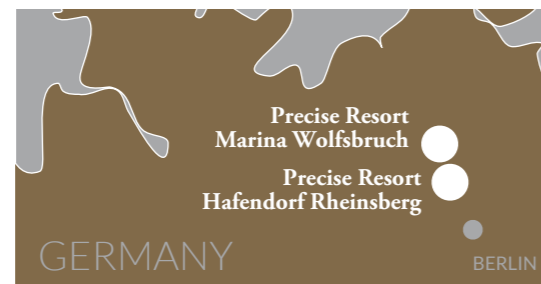 Precise Resort
Marina Wolfsbruch
Precise Resort
Hafendorf Rheinsberg
GERMANY
BERLIN